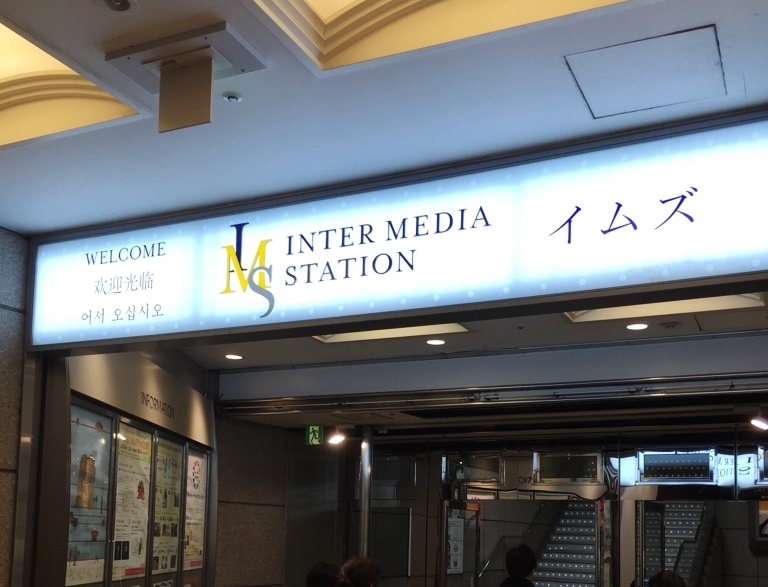 WELCOME
欢迎光临
어서 오십시오
IMS
INTER MEDIA
STATION
イムズ
INFORMATION